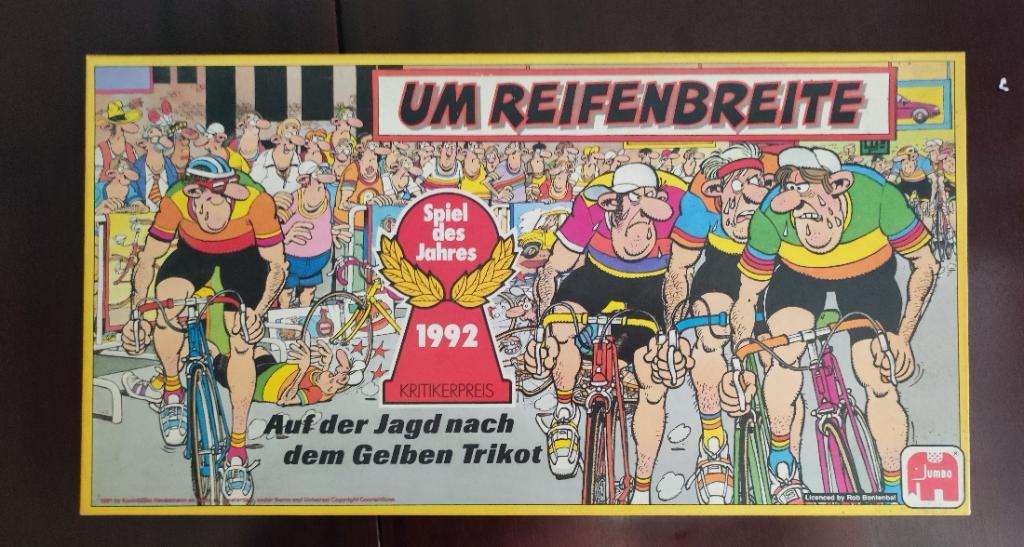 UM REIFENBREITE
Spiel
des
Jahres
1992
KRITIKERPREIS
Auf der Jagd nach
dem Gelben Trikot
Jumbo
Licenced by Rob Bontenbal